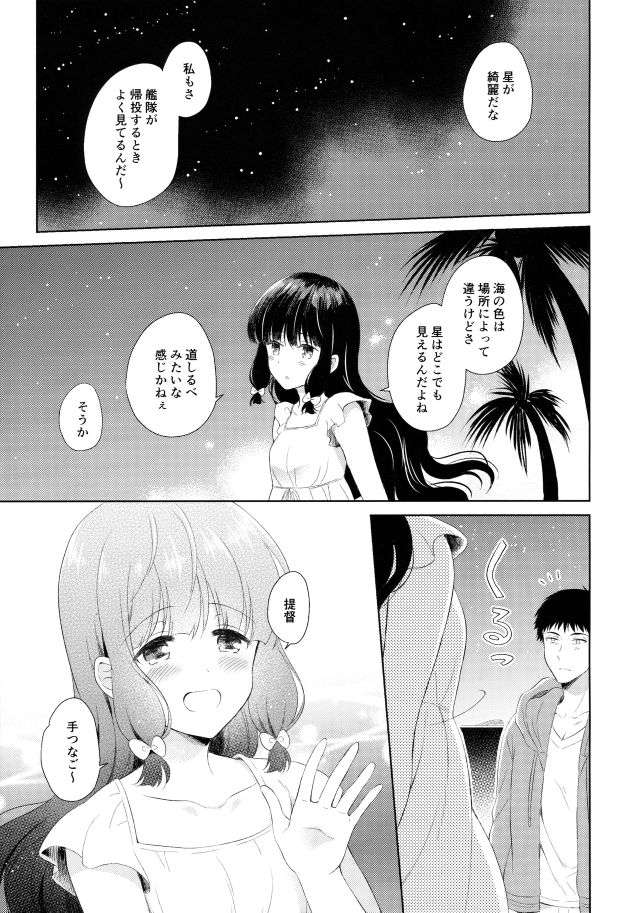 星が
綺麗だな
私もさ
艦隊が
帰投するとき
よく見てるんだ～
海の色は
場所によって
違うけどさ
星はどこでも
見えるんだよね
道しるべ
みたいな
感じかねぇ
そうか
くるっ
提督
手つなご～